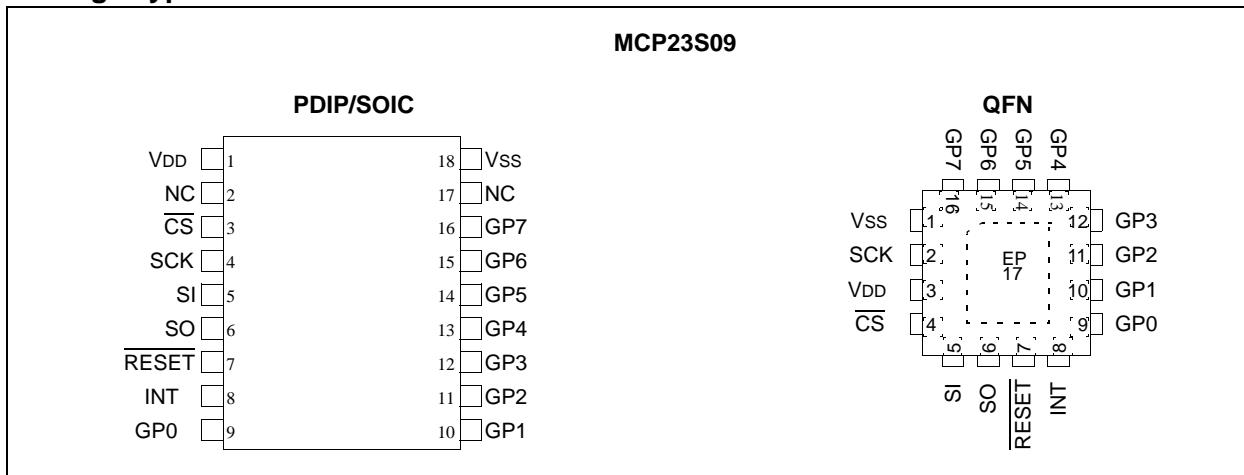 MCP23S09
PDIP/SOIC
VDD 1 18 VSS
NC 2 17 NC
CS 3 16 GP7
SCK 4 15 GP6
SI 5 14 GP5
SO 6 13 GP4
RESET 7 12 GP3
INT 8 11 GP2
GP0 9 10 GP1
QFN
GP7 GP6 GP5 GP4
16 15 14 13
VSS 1 12 GP3
SCK 2 11 GP2
EP
17
VDD 3 10 GP1
CS 4 9 GP0
5 6 7 8
SI SO RESET INT